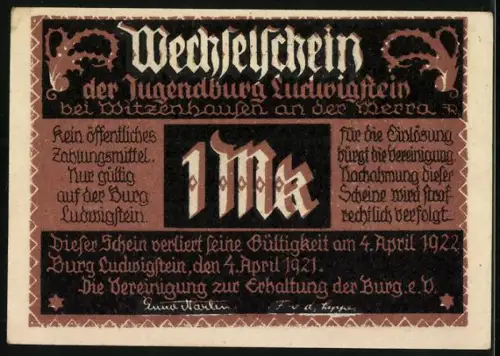 Wechselschein
der Jugendburg Ludwigstein
bei Witzenhausen an der Werra
Kein öffentliches
Zahlungsmittel.
Nur gültig
auf der Burg
Ludwigstein.
1 Mk
für die Einlösung
bürgt die Vereinigung
Nachahmung dieser
Scheine wird straf
rechtlich verfolgt.
Dieser Schein verliert seine Gültigkeit am 4. April 1922
Burg Ludwigstein, den 4. April 1921.
Die Vereinigung zur Erhaltung der Burg. e.V.
Enno Narten